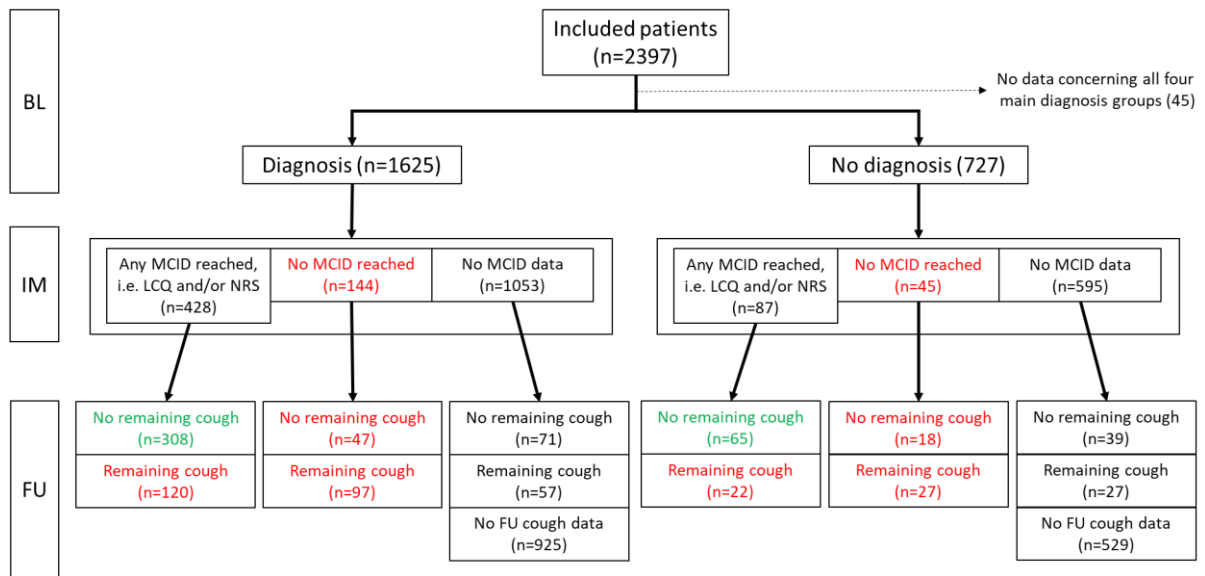 Included patients
(n=2397)
No data concerning all four
main diagnosis groups (45)
BL
Diagnosis (n=1625)
No diagnosis (727)
IM
Any MCID reached,
i.e. LCQ and/or NRS
(n=428)
No MCID reached
(n=144)
No MCID data
(n=1053)
Any MCID reached,
i.e. LCQ and/or NRS
(n=87)
No MCID reached
(n=45)
No MCID data
(n=595)
FU
No remaining cough
(n=308)
Remaining cough
(n=120)
No remaining cough
(n=47)
Remaining cough
(n=97)
No remaining cough
(n=71)
Remaining cough
(n=57)
No FU cough data
(n=925)
No remaining cough
(n=65)
Remaining cough
(n=22)
No remaining cough
(n=18)
Remaining cough
(n=27)
No remaining cough
(n=39)
Remaining cough
(n=27)
No FU cough data
(n=529)